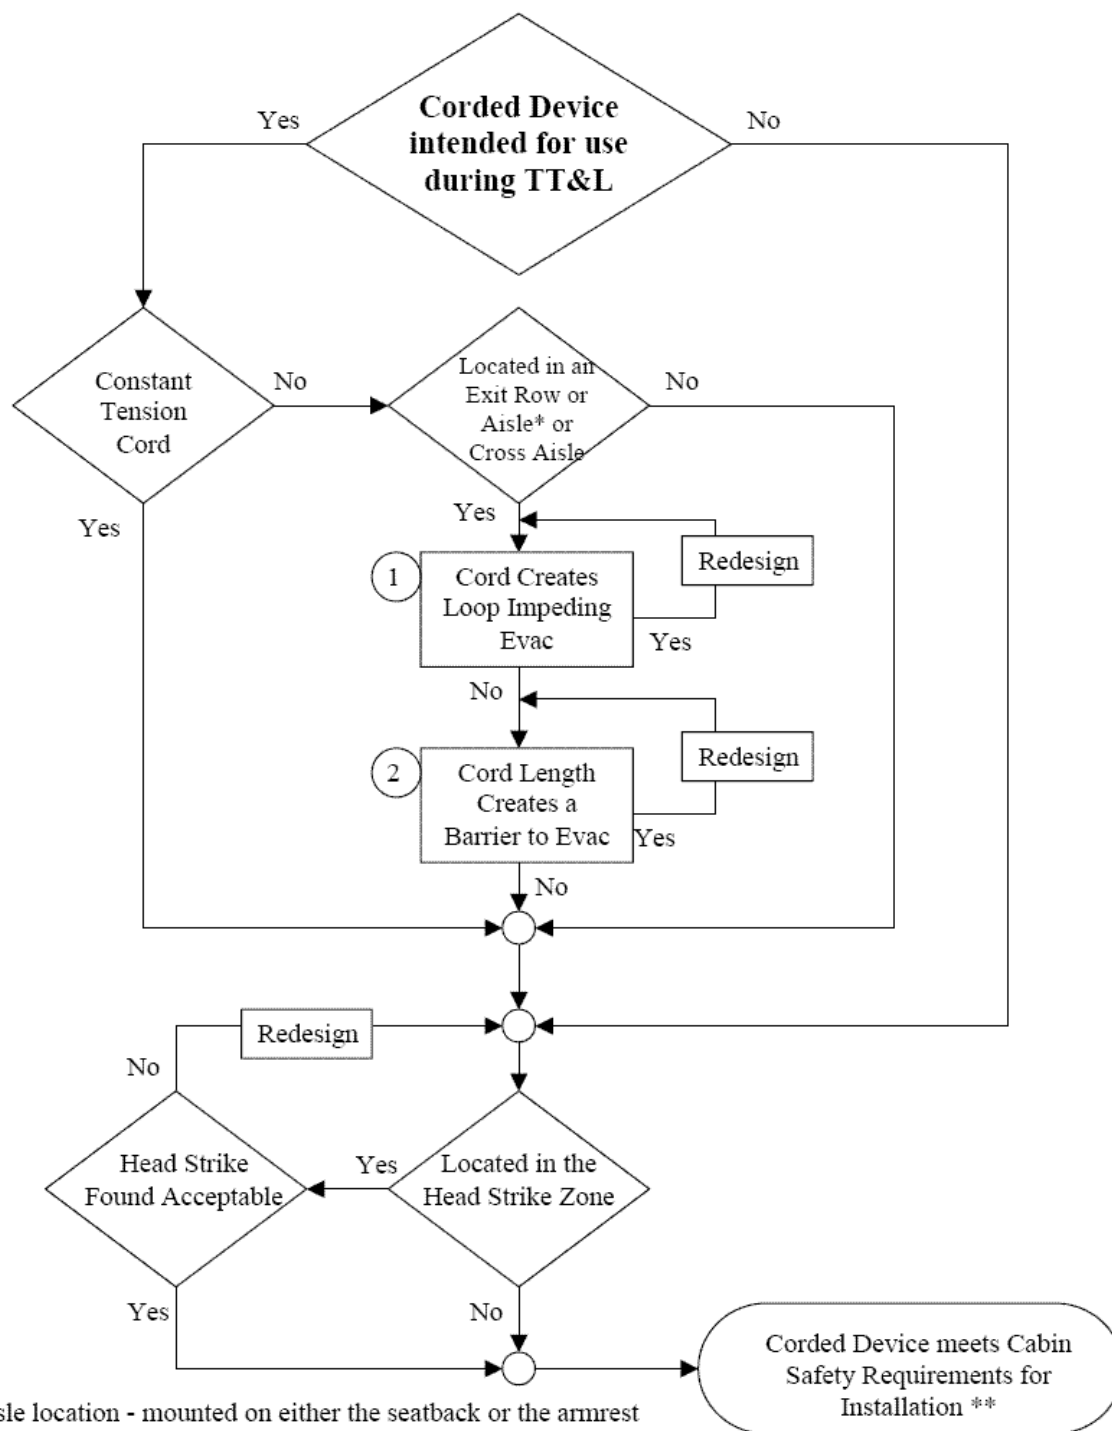 Corded Device
intended for use
during TT&L
Yes
No
Constant
Tension
Cord
No
Located in an
Exit Row or
Aisle* or
Cross Aisle
No
Yes
Yes
Redesign
1
Cord Creates
Loop Impeding
Evac
Yes
No
Redesign
2
Cord Length
Creates a
Barrier to Evac
Yes
No
Redesign
No
Head Strike
Found Acceptable
Yes
Located in the
Head Strike Zone
Yes
No
Corded Device meets Cabin
Safety Requirements for
Installation **
sle location - mounted on either the seatback or the armrest